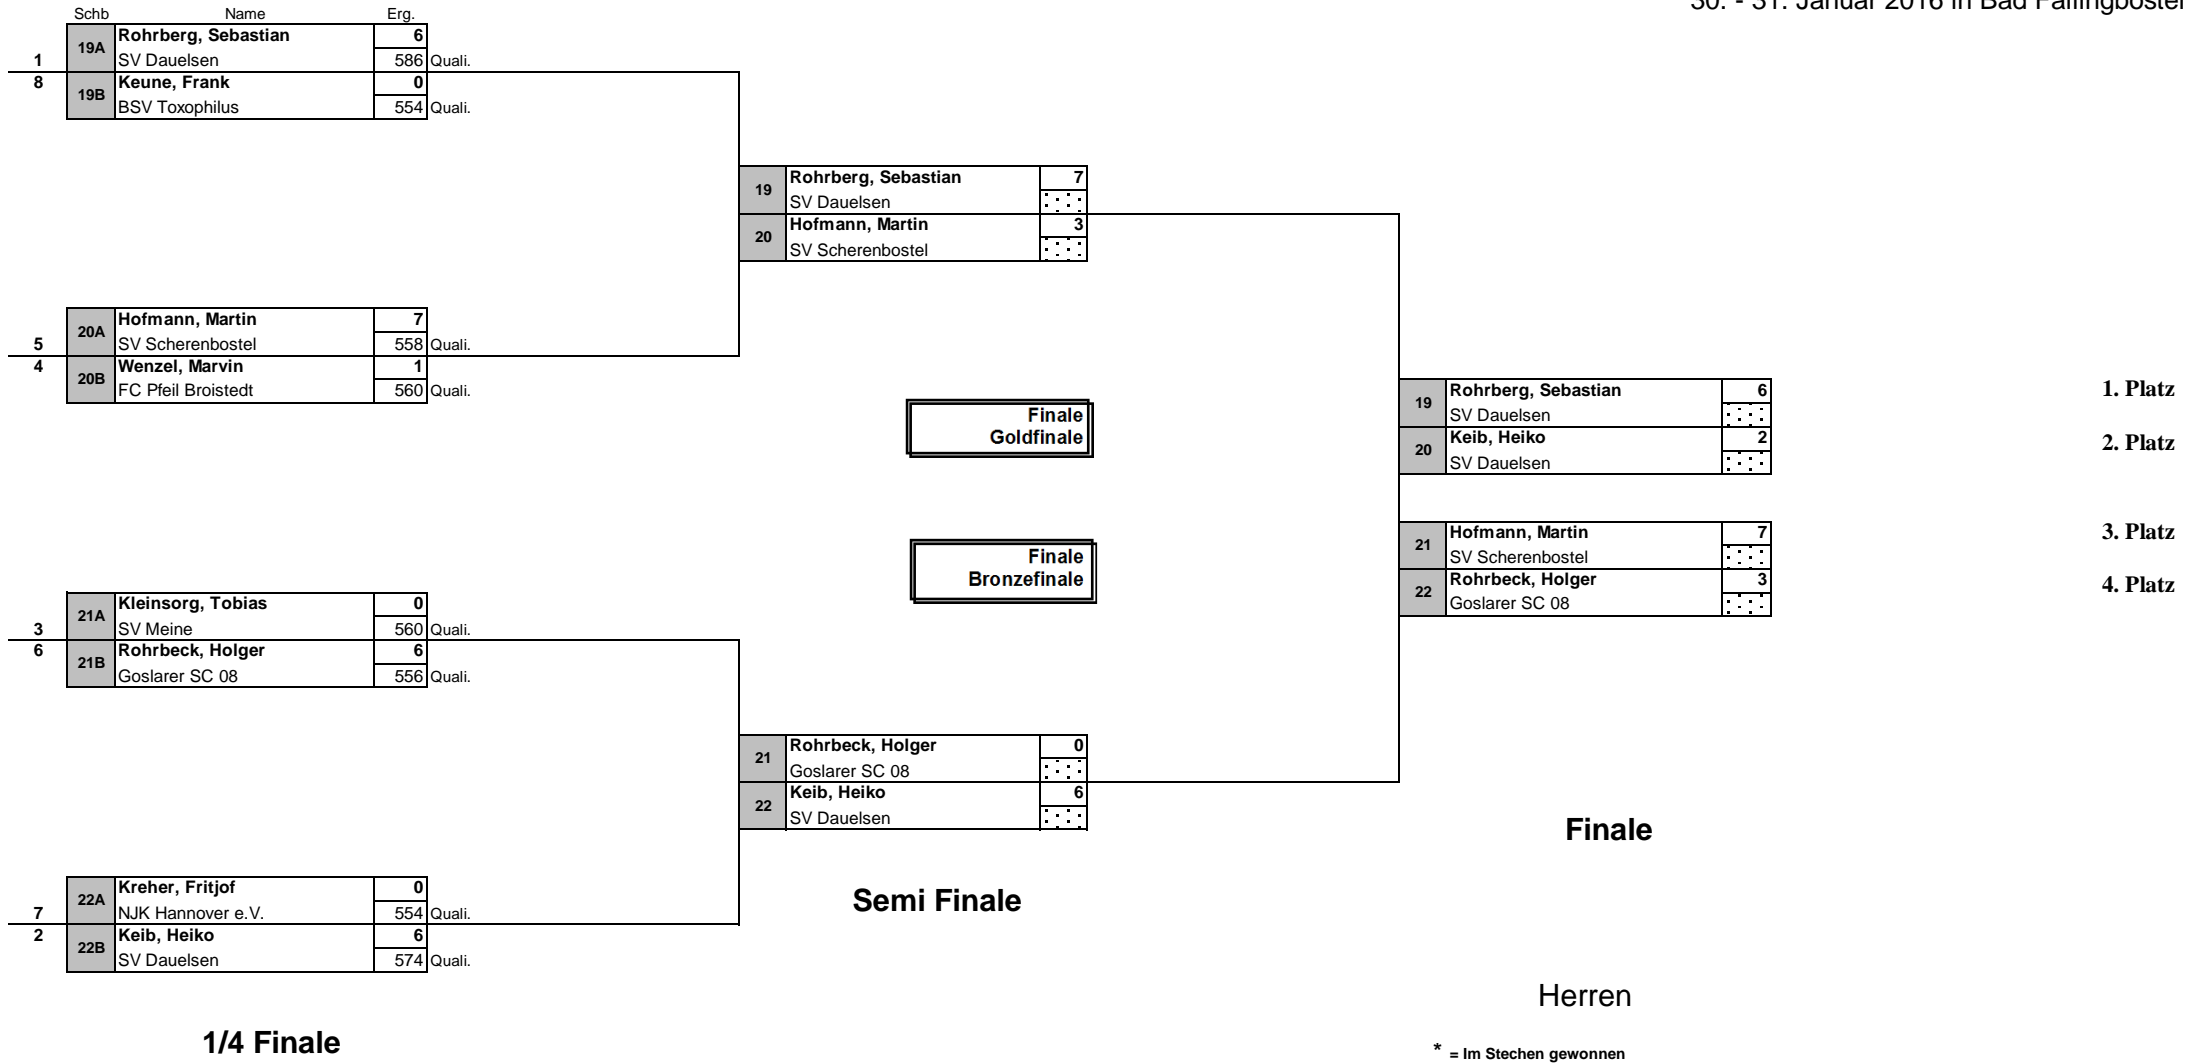 30. - 31. Januar 2016 in Bad Fallingbostel
Schb Name Erg.
19A Rohrberg, Sebastian 6
1 SV Dauelsen 586 Quali.
8 19B Keune, Frank 0
BSV Toxophilus 554 Quali.
19 Rohrberg, Sebastian 7
SV Dauelsen
20 Hofmann, Martin 3
SV Scherenbostel
20A Hofmann, Martin 7
5 SV Scherenbostel 558 Quali.
4 20B Wenzel, Marvin 1
FC Pfeil Broistedt 560 Quali.
19 Rohrberg, Sebastian 6 1. Platz
SV Dauelsen
20 Keib, Heiko 2 2. Platz
SV Dauelsen
Finale
Goldfinale
21 Hofmann, Martin 7 3. Platz
SV Scherenbostel
22 Rohrbeck, Holger 3 4. Platz
Goslarer SC 08
Finale
Bronzefinale
21A Kleinsorg, Tobias 0
3 SV Meine 560 Quali.
6 21B Rohrbeck, Holger 6
Goslarer SC 08 556 Quali.
21 Rohrbeck, Holger 0
Goslarer SC 08
22 Keib, Heiko 6
SV Dauelsen
Finale
22A Kreher, Fritjof 0
7 NJK Hannover e.V. 554 Quali.
2 22B Keib, Heiko 6
SV Dauelsen 574 Quali.
Semi Finale
Herren
1/4 Finale
* = Im Stechen gewonnen